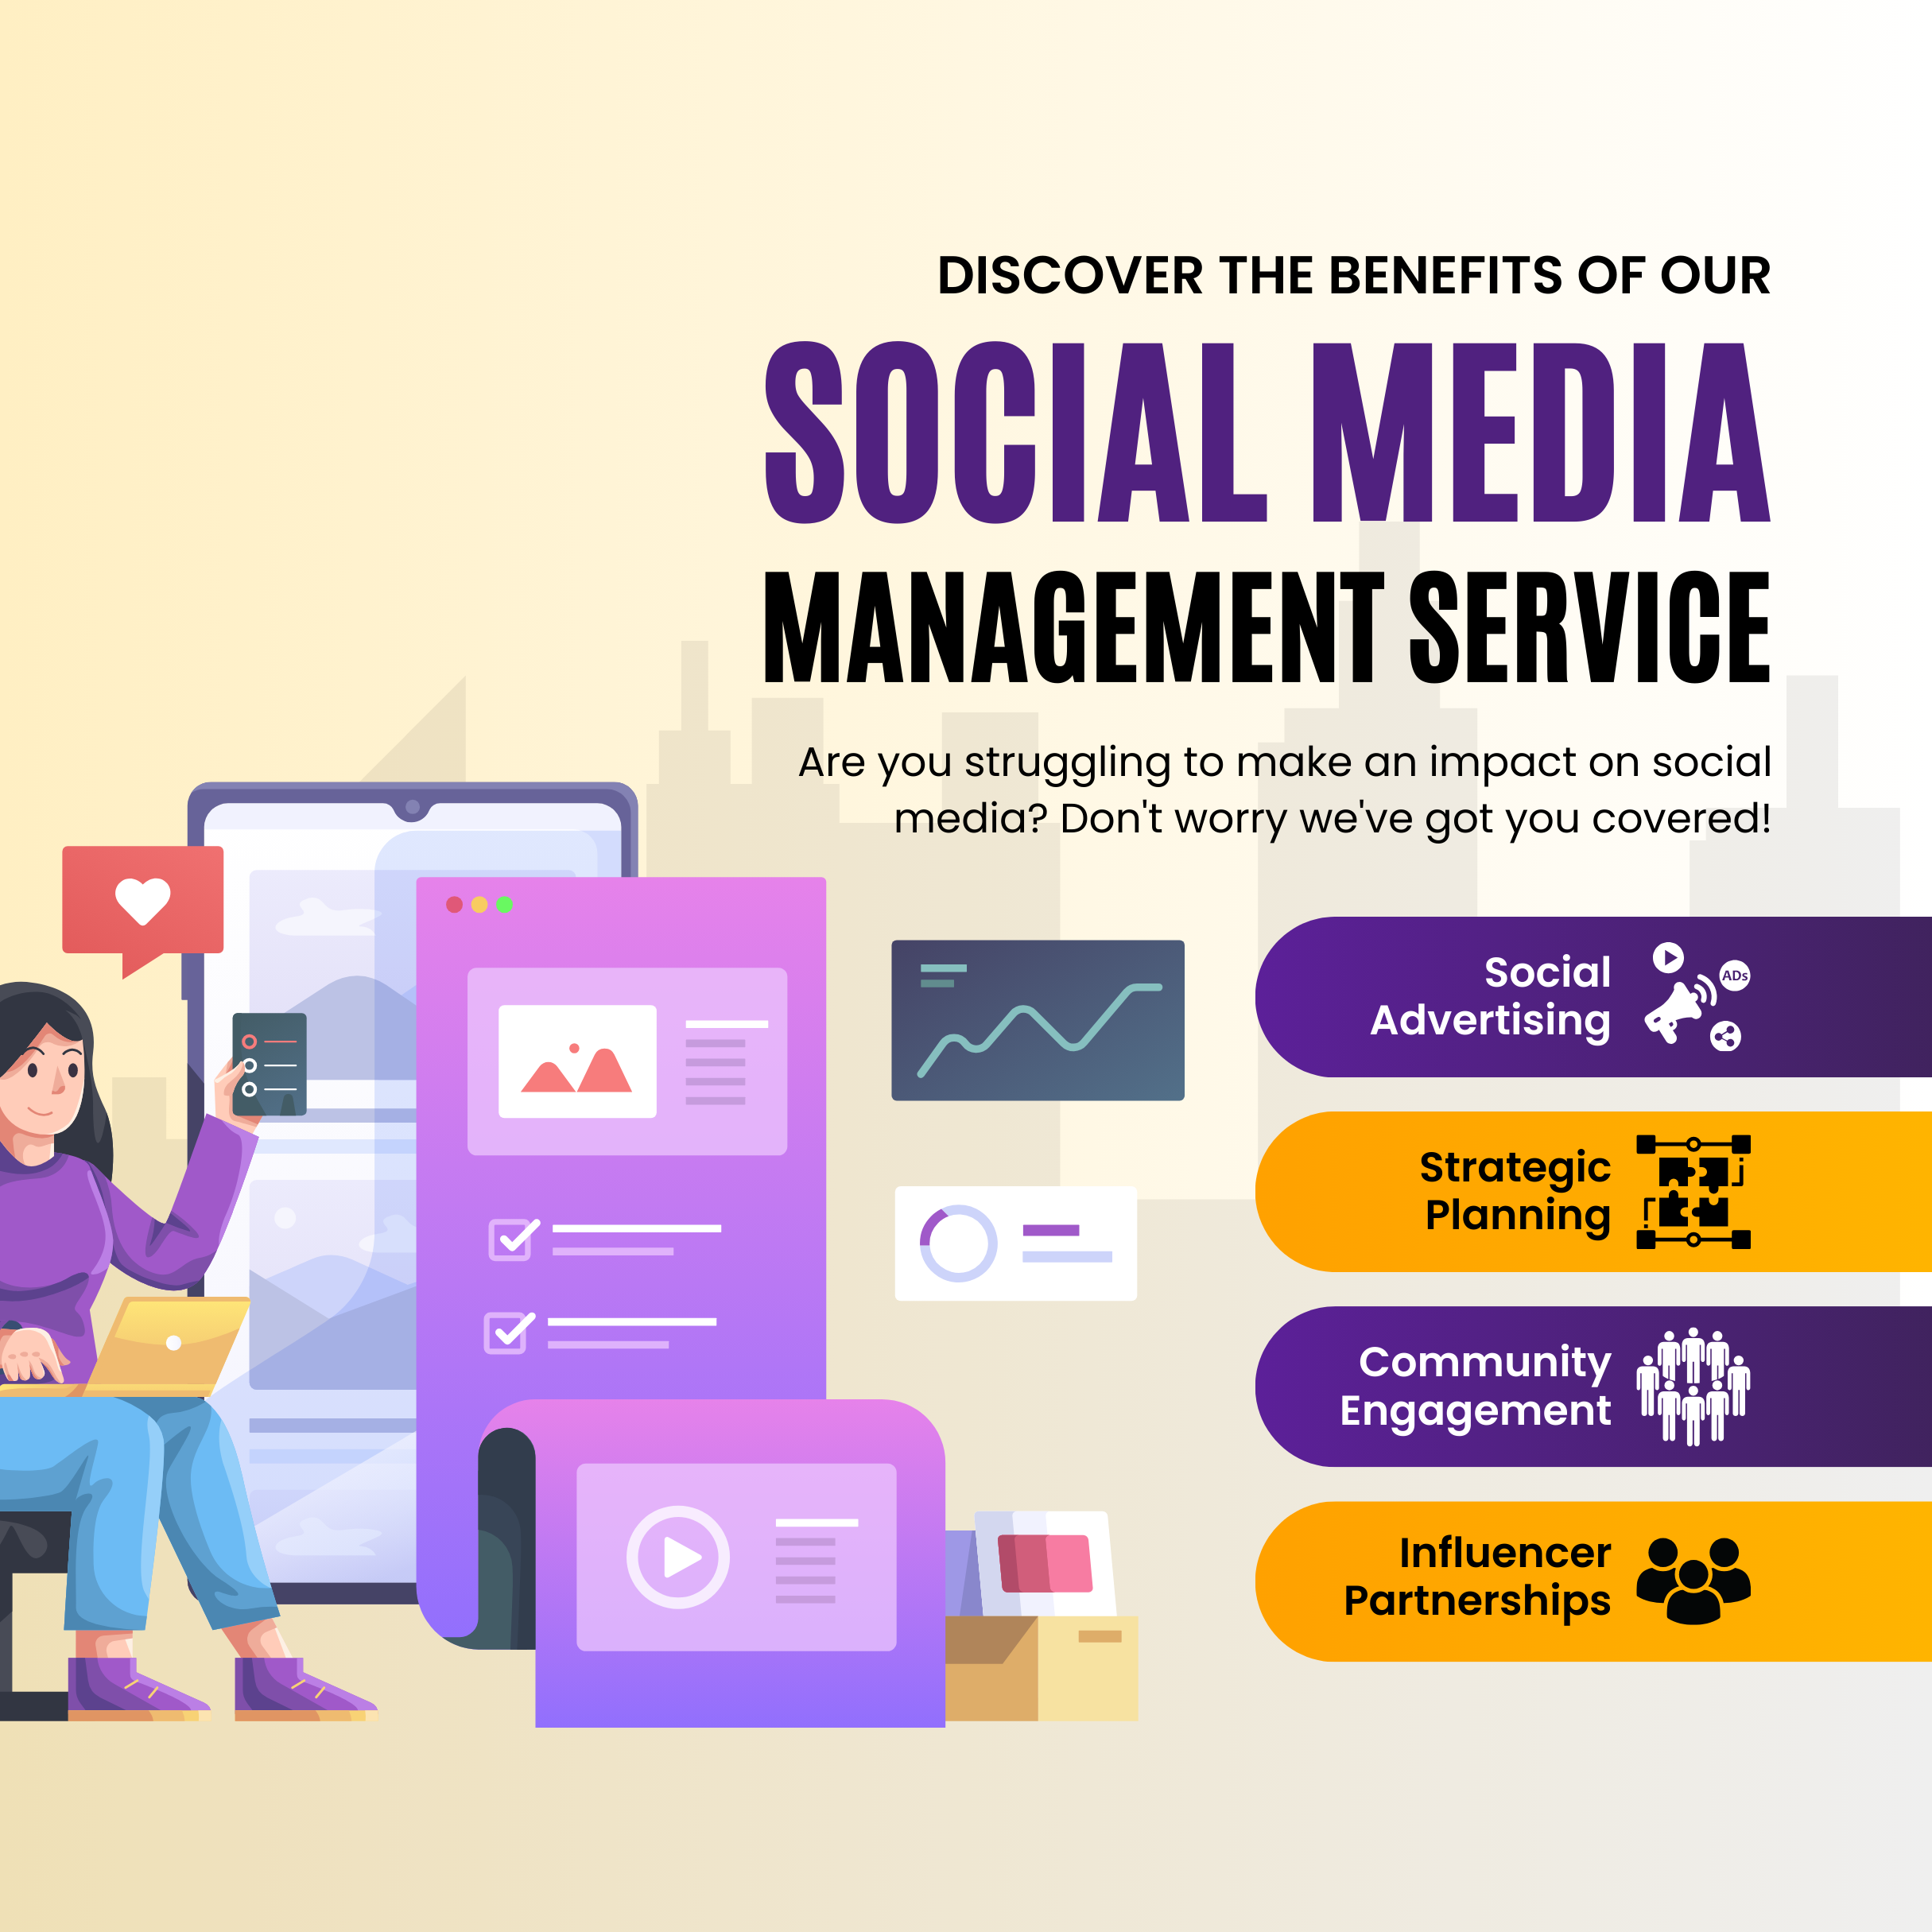 DISCOVER THE BENEFITS OF OUR
SOCIAL MEDIA
MANAGEMENT SERVICE
Are you struggling to make an impact on social
media? Don't worry we've got you covered!
Social
Advertising
ADs
Strategic
Planning
Community
Engagement
Influencer
Partnerships